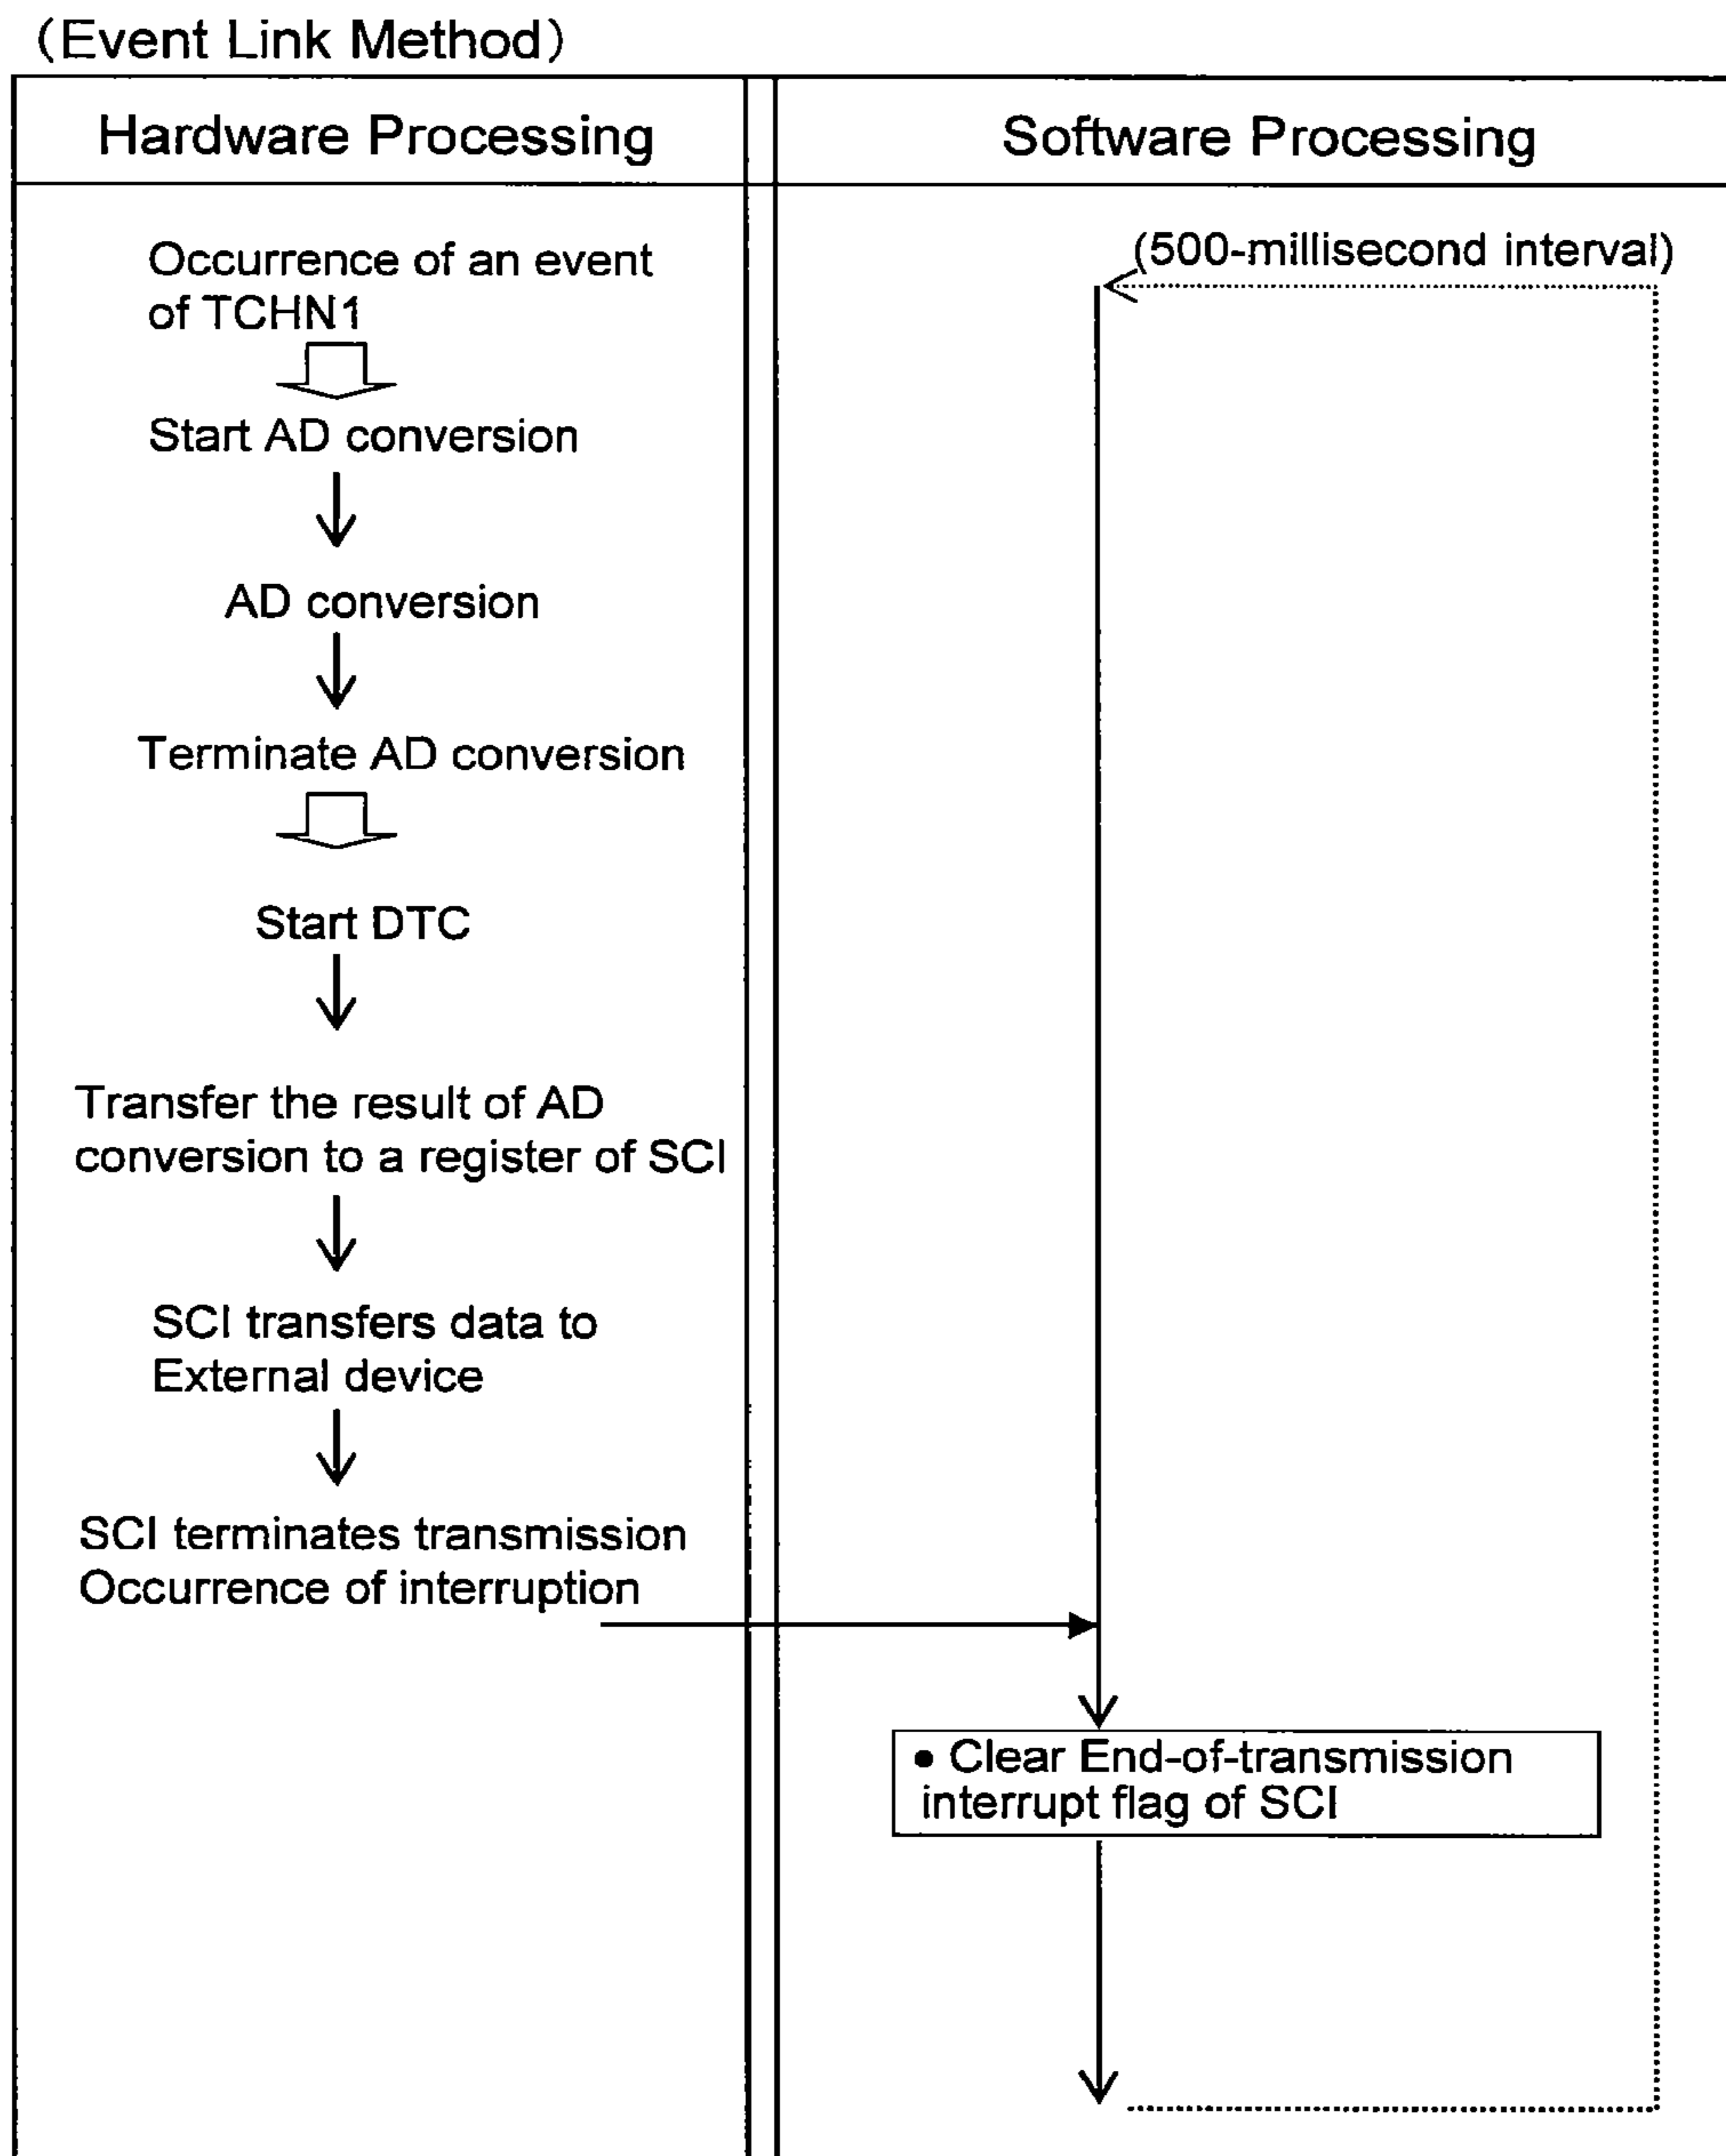 (Event Link Method)
Hardware Processing
Software Processing
Occurrence of an event
of TCHN1
Start AD conversion
AD conversion
Terminate AD conversion
Start DTC
Transfer the result of AD
conversion to a register of SCI
SCI transfers data to
External device
SCI terminates transmission
Occurrence of interruption
(500-millisecond interval)
• Clear End-of-transmission
interrupt flag of SCI